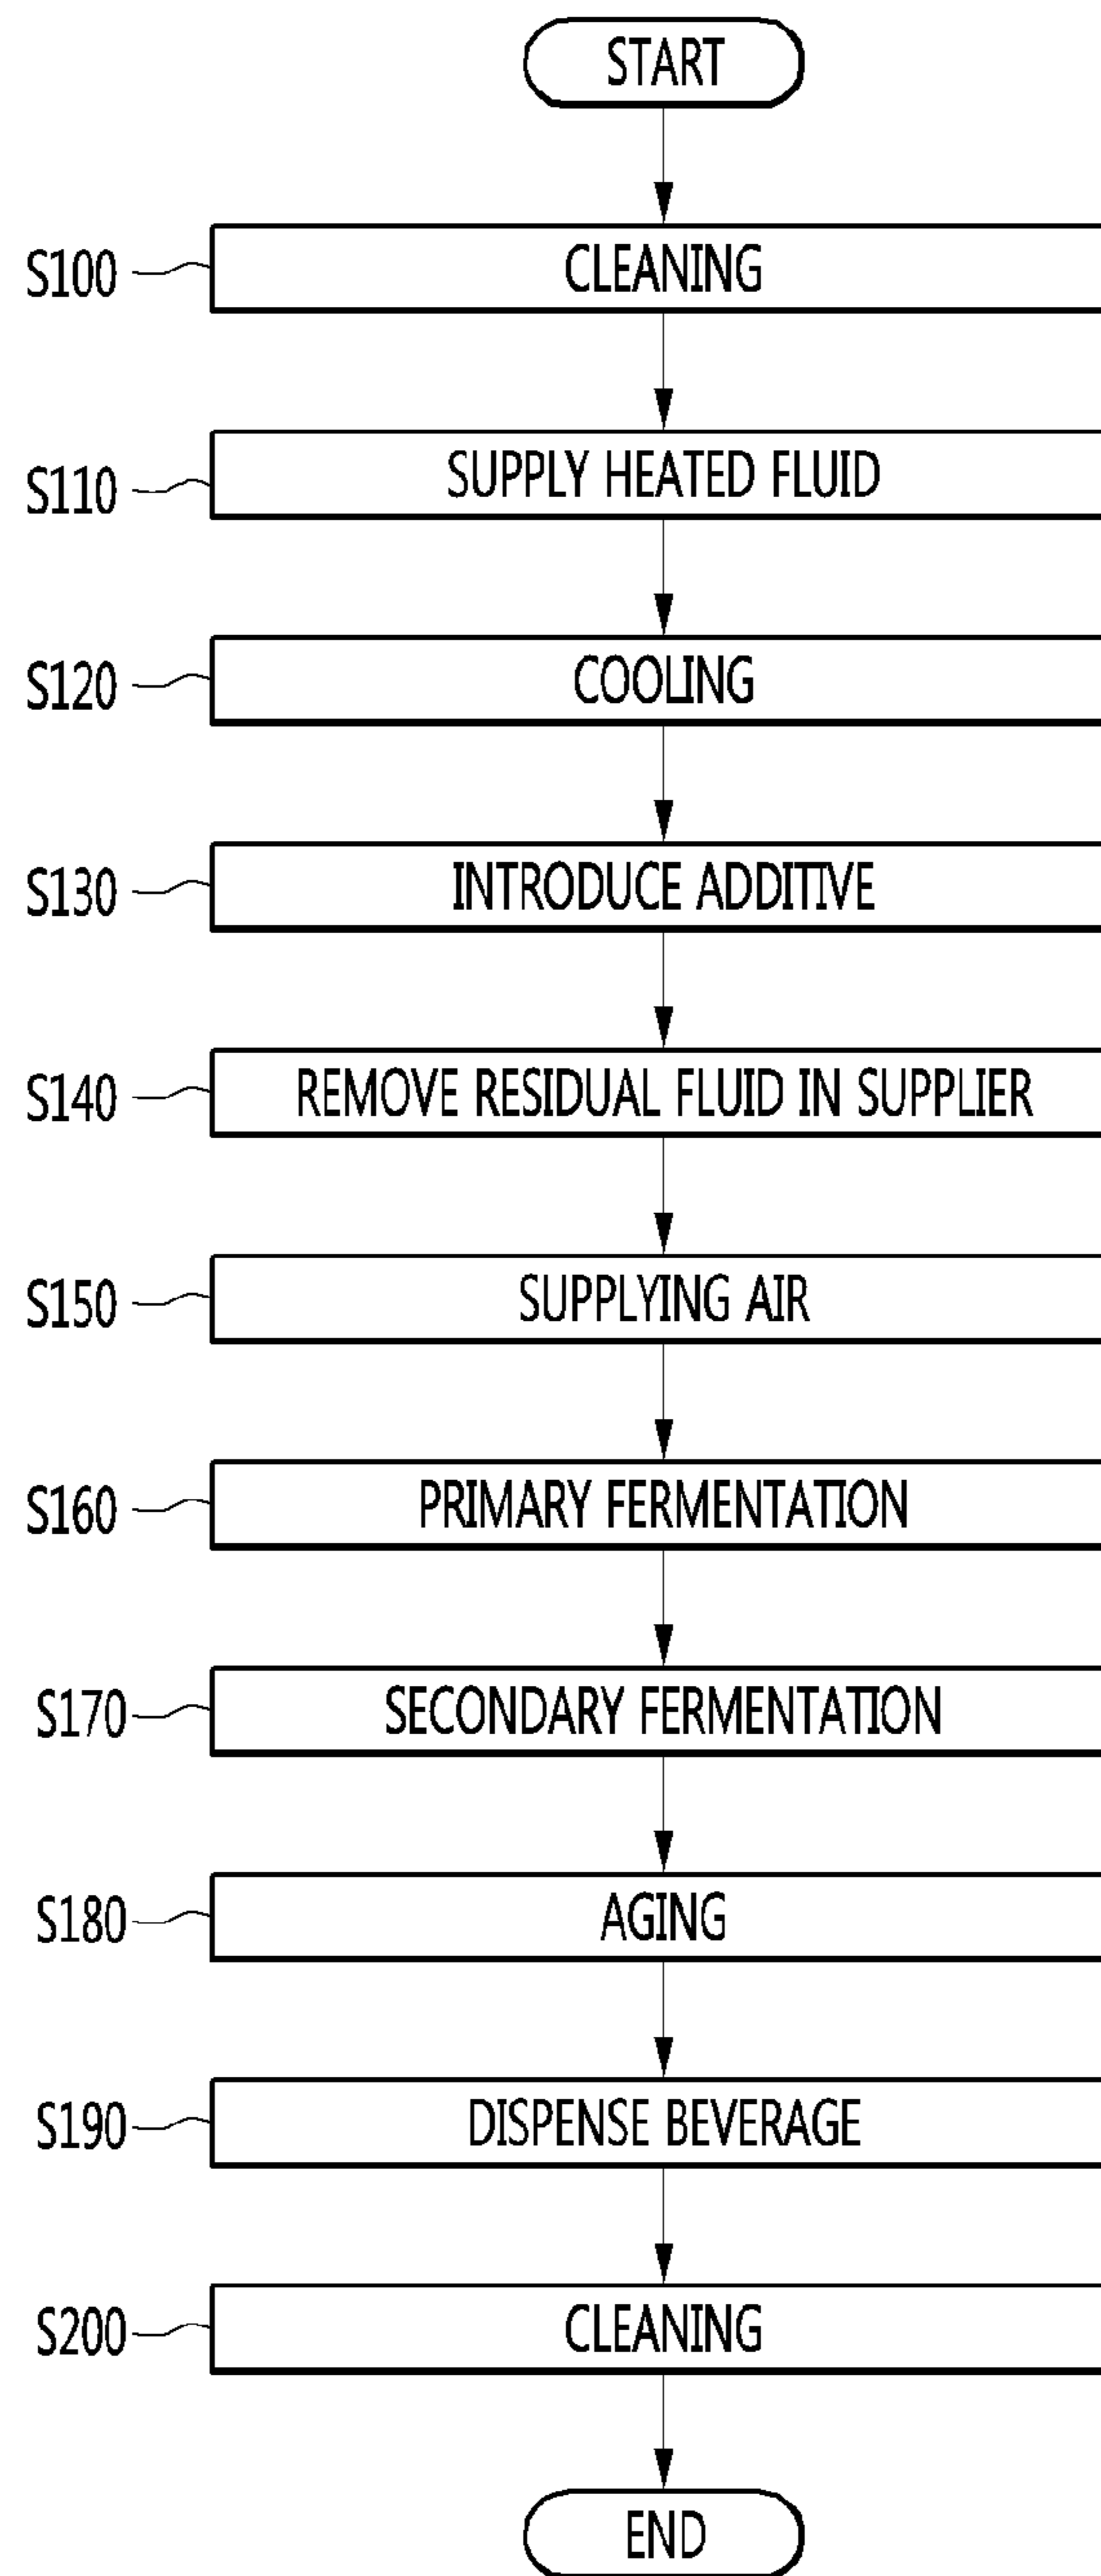 START
S100 CLEANING
S110 SUPPLY HEATED FLUID
S120 COOLING
S130 INTRODUCE ADDITIVE
S140 REMOVE RESIDUAL FLUID IN SUPPLIER
S150 SUPPLYING AIR
S160 PRIMARY FERMENTATION
S170 SECONDARY FERMENTATION
S180 AGING
S190 DISPENSE BEVERAGE
S200 CLEANING
END